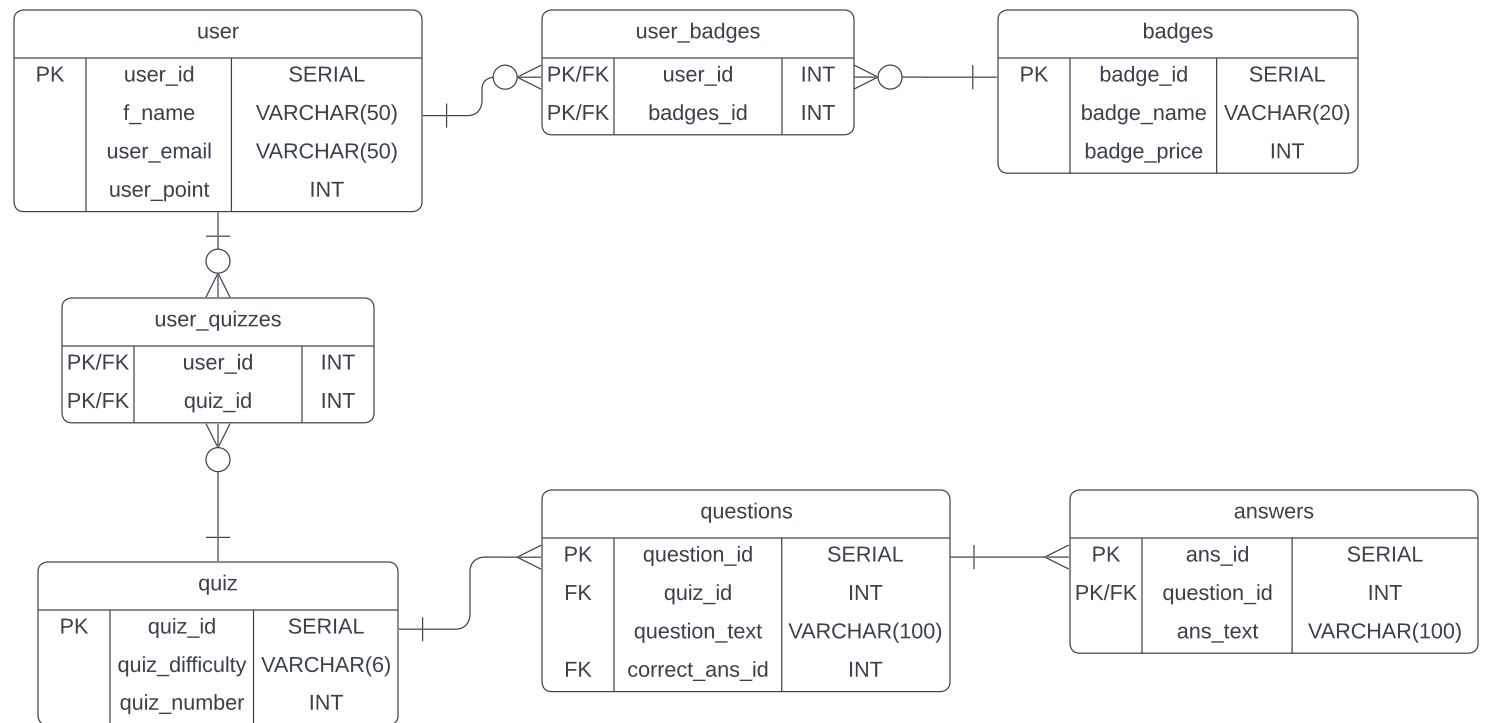 user
PK user_id SERIAL
f_name VARCHAR(50)
user_email VARCHAR(50)
user_point INT
user_badges
PK/FK user_id INT
PK/FK badges_id INT
badges
PK badge_id SERIAL
badge_name VACHAR(20)
badge_price INT
user_quizzes
PK/FK user_id INT
PK/FK quiz_id INT
quiz
PK quiz_id SERIAL
quiz_difficulty VARCHAR(6)
quiz_number INT
questions
PK question_id SERIAL
FK quiz_id INT
question_text VARCHAR(100)
FK correct_ans_id INT
answers
PK ans_id SERIAL
PK/FK question_id INT
ans_text VARCHAR(100)